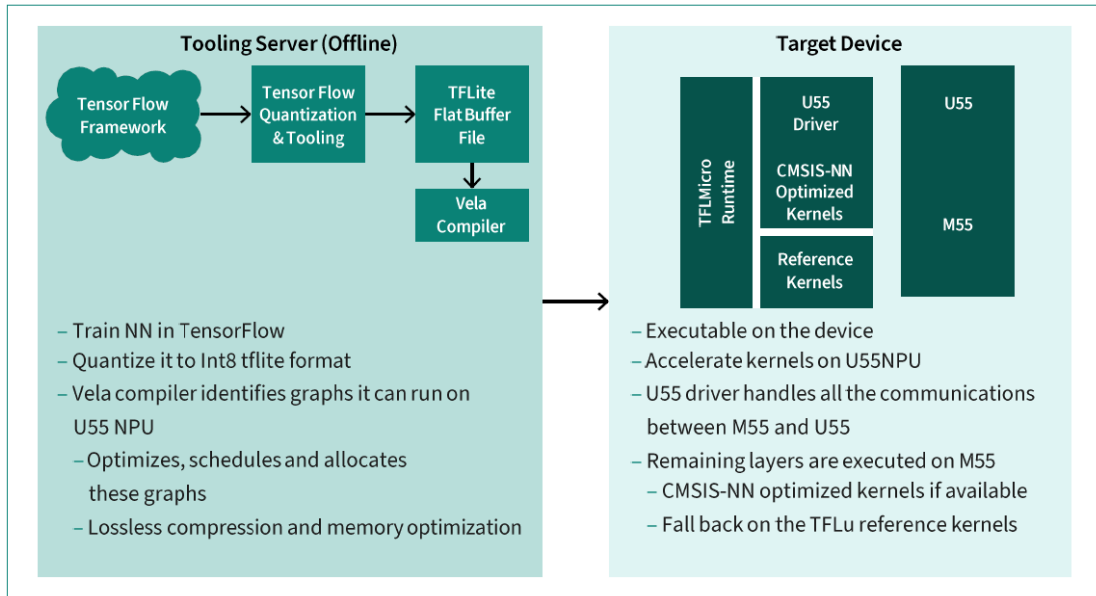 Tooling Server (Offline)
Tensor Flow
Framework
Tensor Flow
Quantization
& Tooling
TFLite
Flat Buffer
File
Vela
Compiler
– Train NN in TensorFlow
– Quantize it to Int8 tflite format
– Vela compiler identifies graphs it can run on
U55 NPU
– Optimizes, schedules and allocates
these graphs
– Lossless compression and memory optimization
Target Device
TFLMicro
Runtime
U55
Driver
CMSIS-NN
Optimized
Kernels
Reference
Kernels
U55
M55
– Executable on the device
– Accelerate kernels on U55NPU
– U55 driver handles all the communications
between M55 and U55
– Remaining layers are executed on M55
– CMSIS-NN optimized kernels if available
– Fall back on the TFLu reference kernels